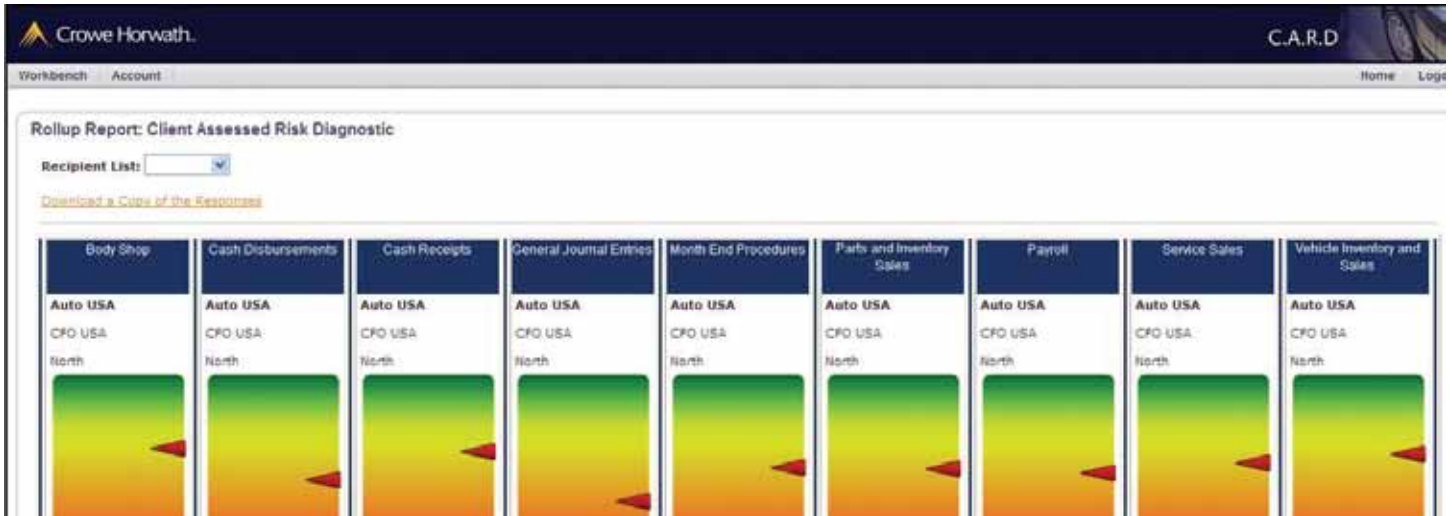 Crowe Horwath.
C.A.R.D
Workbench Account Home
Rollup Report: Client Assessed Risk Diagnostic
Recipient List:
Download a Copy of the Responses
Body Shop Cash Disbursements Cash Receipts General Journal Entries Month End Procedures Parts and Inventory Payroll Service Sales Vehicle Inventory and
Sales Sales
Auto USA Auto USA Auto USA Auto USA Auto USA Auto USA Auto USA Auto USA Auto USA
CFO USA CFO USA CFO USA CFO USA CFO USA CFO USA CFO USA CFO USA CFO USA
North North North North North North North North North